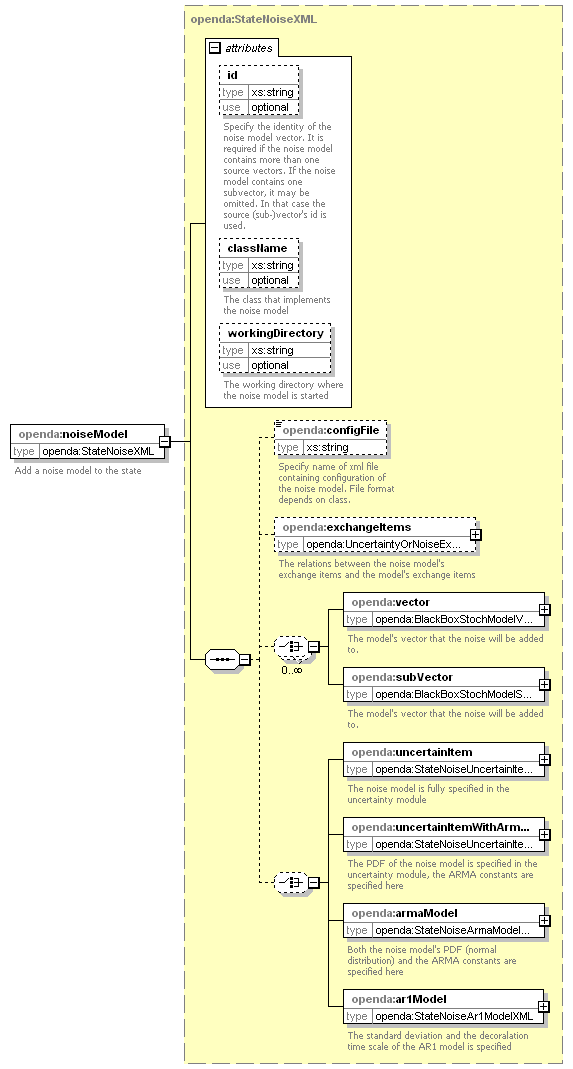 openda:StateNoiseXML
attributes
id
type xs:string
use optional
Specify the identity of the
noise model vector. It is
required if the noise model
contains more than one
source vectors. If the noise
model contains one
subvector, it may be
omitted. In that case the
source (sub-)vector's id is
used.
className
type xs:string
use optional
The class that implements
the noise model
workingDirectory
type xs:string
use optional
The working directory where
the noise model is started
openda:noiseModel
type openda:StateNoiseXML
Add a noise model to the state
openda:configFile
type xs:string
Specify name of xml file
containing configuration of
the noise model. File format
depends on class.
openda:exchangeItems
type openda:UncertaintyOrNoiseEx...
The relations between the noise model's
exchange items and the model's exchange items
0..∞
openda:vector
type openda:BlackBoxStochModelV...
The model's vector that the noise will be added
to.
openda:subVector
type openda:BlackBoxStochModelS...
The model's vector that the noise will be added
to.
openda:uncertainItem
type openda:StateNoiseUncertainIte...
The noise model is fully specified in the
uncertainty module
openda:uncertainItemWithArm...
type openda:StateNoiseUncertainIte...
The PDF of the noise model is specified in the
uncertainty module, the ARMA constants are
specified here
openda:armaModel
type openda:StateNoiseArmaModel...
Both the noise model's PDF (normal
distribution) and the ARMA constants are
specified here
openda:ar1Model
type openda:StateNoiseAr1ModelXML
The standard deviation and the decoralation
time scale of the AR1 model is specified